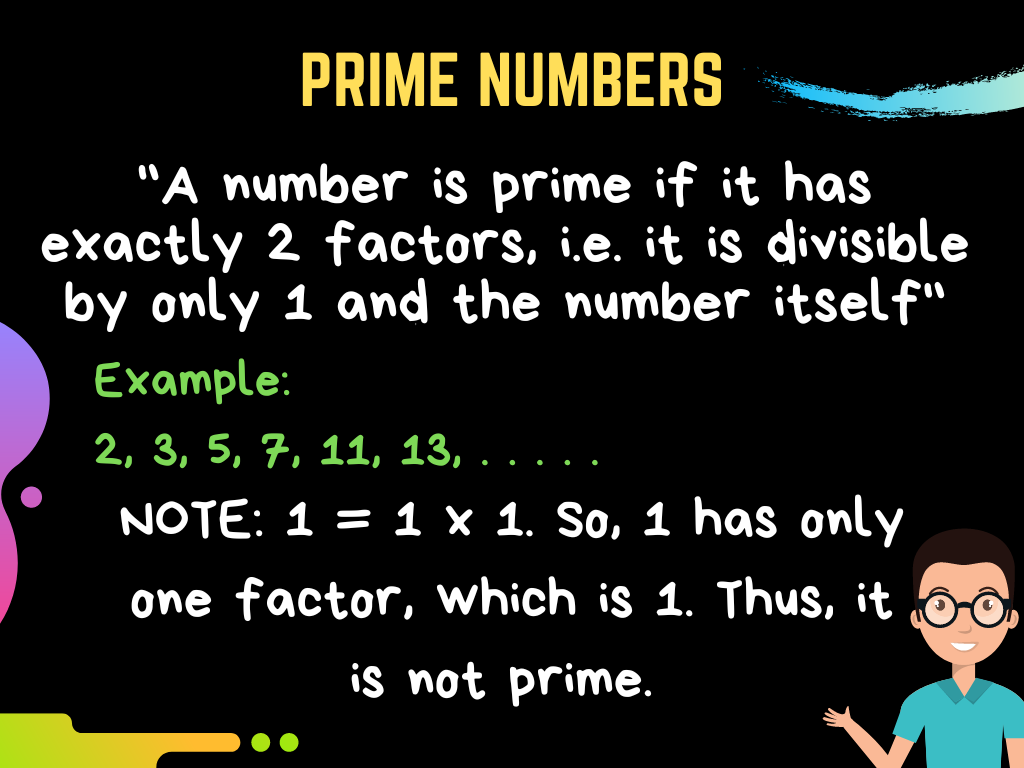 PRIME NUMBERS
"A number is prime if it has
exactly 2 factors, i.e. it is divisible
by only 1 and the number itself"
Example:
2, 3, 5, 7, 11, 13, . . . . .
NOTE: 1 = 1 x 1. So, 1 has only
one factor, which is 1. Thus, it
is not prime.